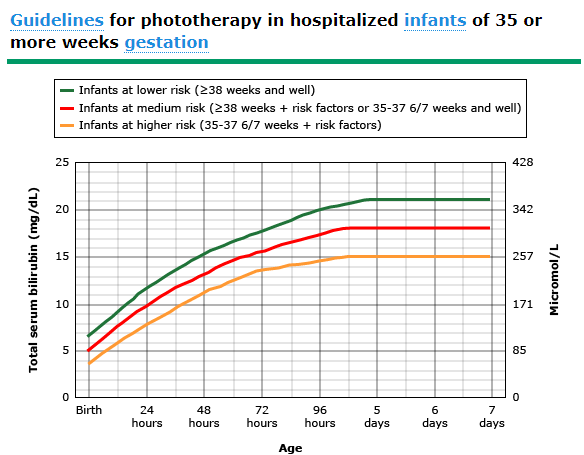 Guidelines for phototherapy in hospitalized infants of 35 or
more weeks gestation
Infants at lower risk (≥38 weeks and well)
Infants at medium risk (≥38 weeks + risk factors or 35-37 6/7 weeks and well)
Infants at higher risk (35-37 6/7 weeks + risk factors)
Total serum bilirubin (mg/dL)
25
20
15
10
5
0
428
342
257
171
85
0
Micromol/L
Birth
24
hours
48
hours
72
hours
96
hours
5
days
6
days
7
days
Age